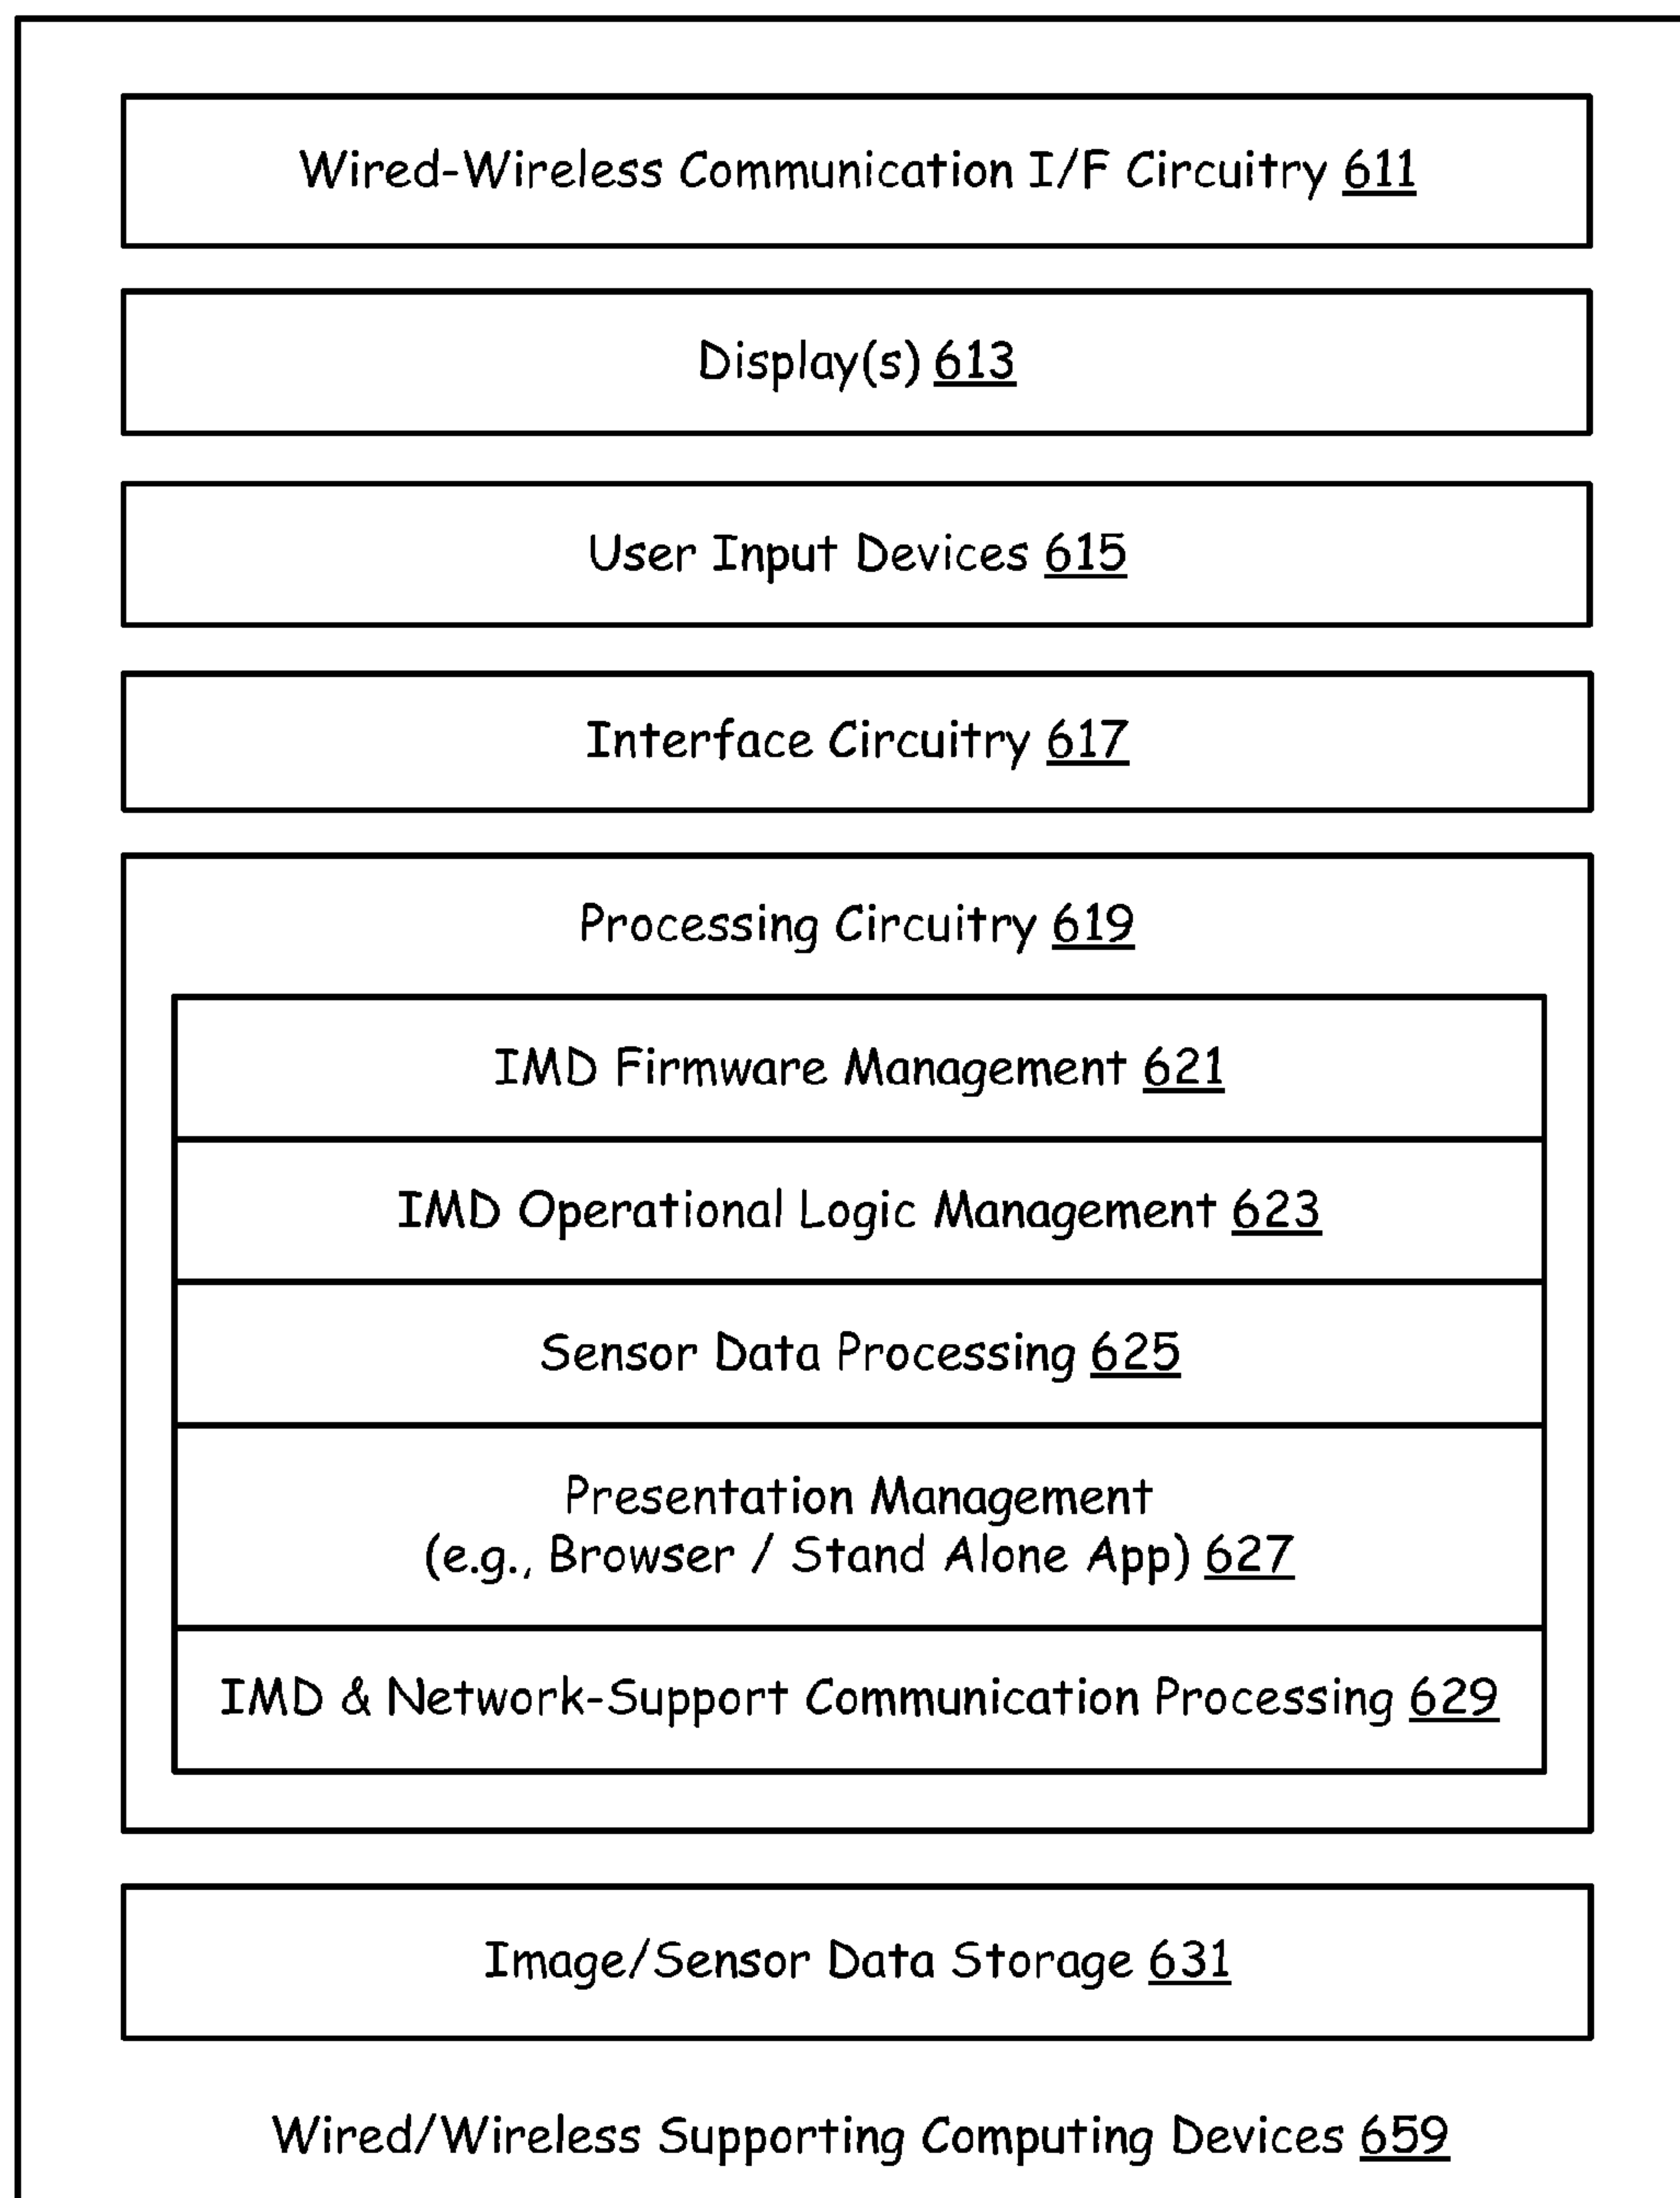 Wired-Wireless Communication I/F Circuitry 611
Display(s) 613
User Input Devices 615
Interface Circuitry 617
Processing Circuitry 619
IMD Firmware Management 621
IMD Operational Logic Management 623
Sensor Data Processing 625
Presentation Management
(e.g., Browser / Stand Alone App) 627
IMD & Network-Support Communication Processing 629
Image/Sensor Data Storage 631
Wired/Wireless Supporting Computing Devices 659